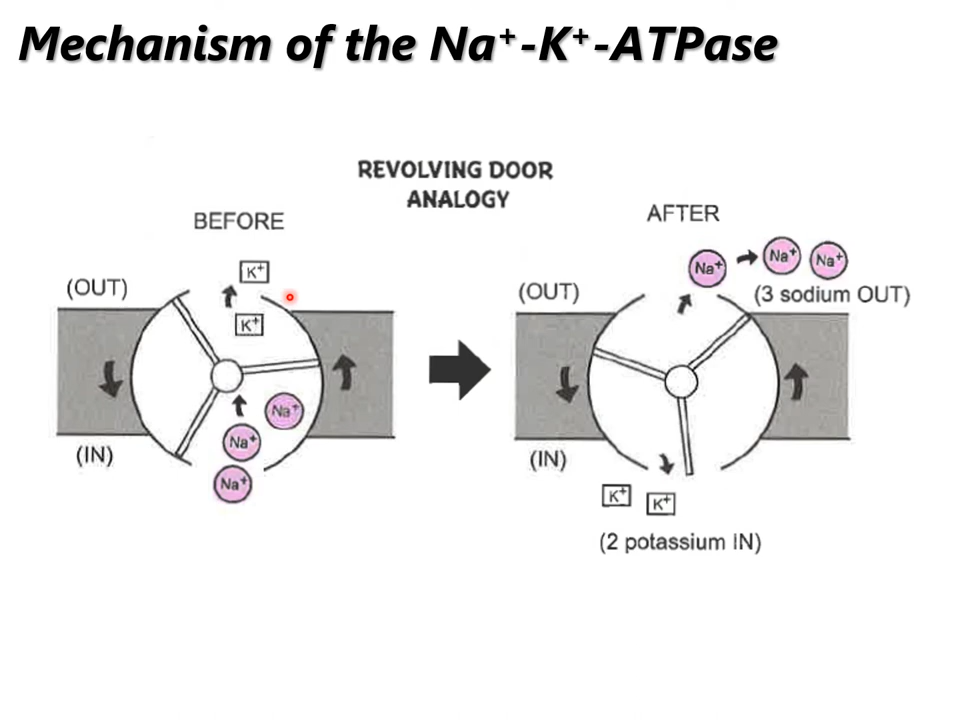 Mechanism of the Na⁺-K⁺-ATPase
REVOLVING DOOR
ANALOGY
BEFORE
K⁺
(OUT)
K⁺
Na⁺
Na⁺
(IN)
Na⁺
AFTER
Na⁺ Na⁺ Na⁺
(OUT)
(3 sodium OUT)
(IN)
K⁺ K⁺
(2 potassium IN)